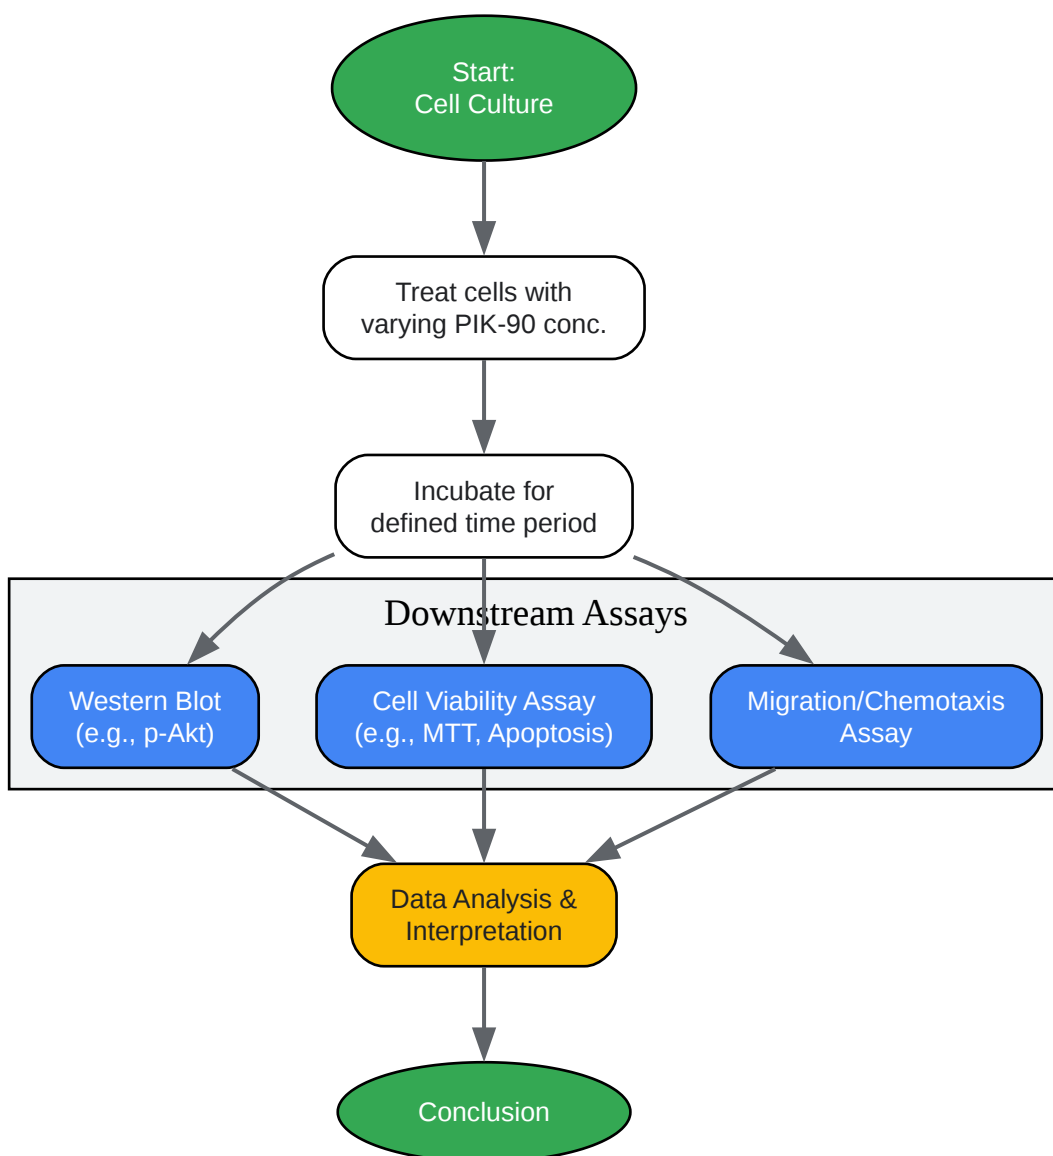 Start:
Cell Culture
Treat cells with
varying PIK-90 conc.
Incubate for
defined time period
Downstream Assays
Western Blot
(e.g., p-Akt)
Cell Viability Assay
(e.g., MTT, Apoptosis)
Migration/Chemotaxis
Assay
Data Analysis &
Interpretation
Conclusion